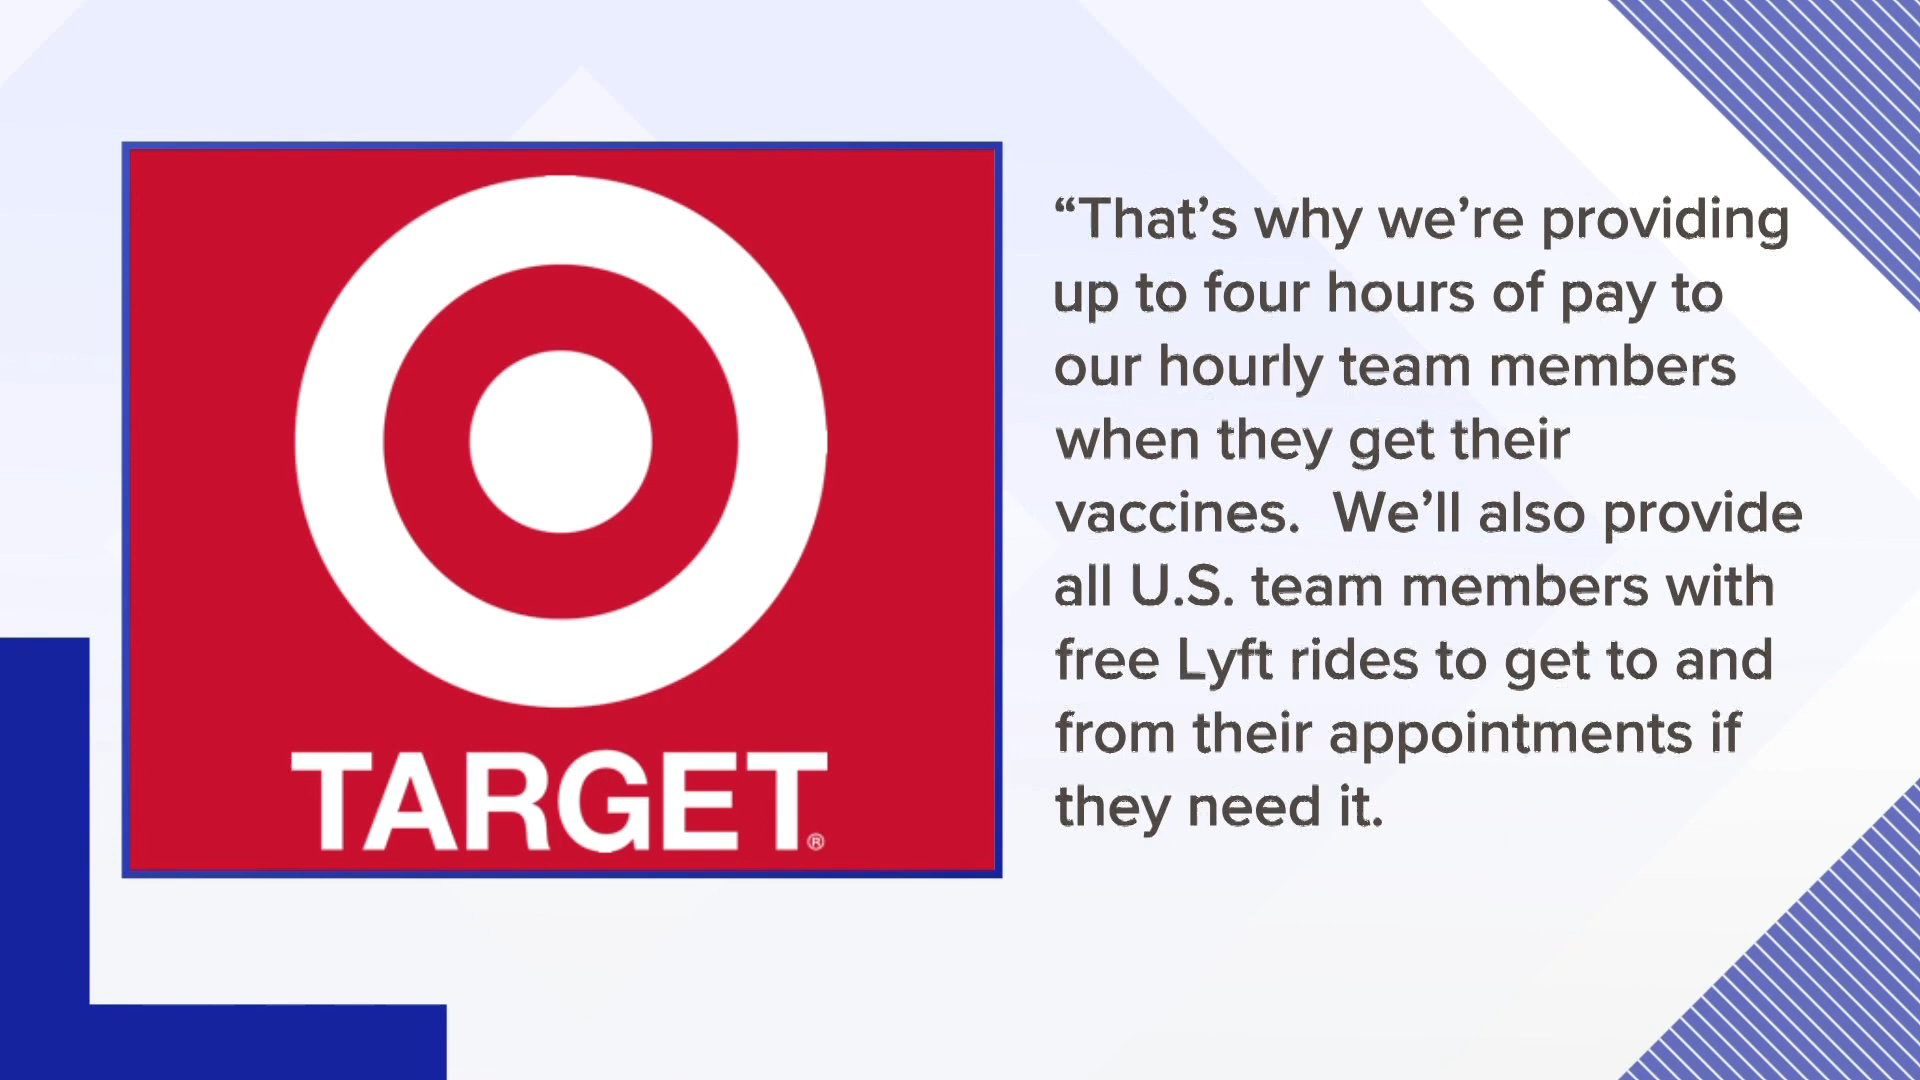 TARGET®
“That’s why we’re providing
up to four hours of pay to
our hourly team members
when they get their
vaccines.  We’ll also provide
all U.S. team members with
free Lyft rides to get to and
from their appointments if
they need it.